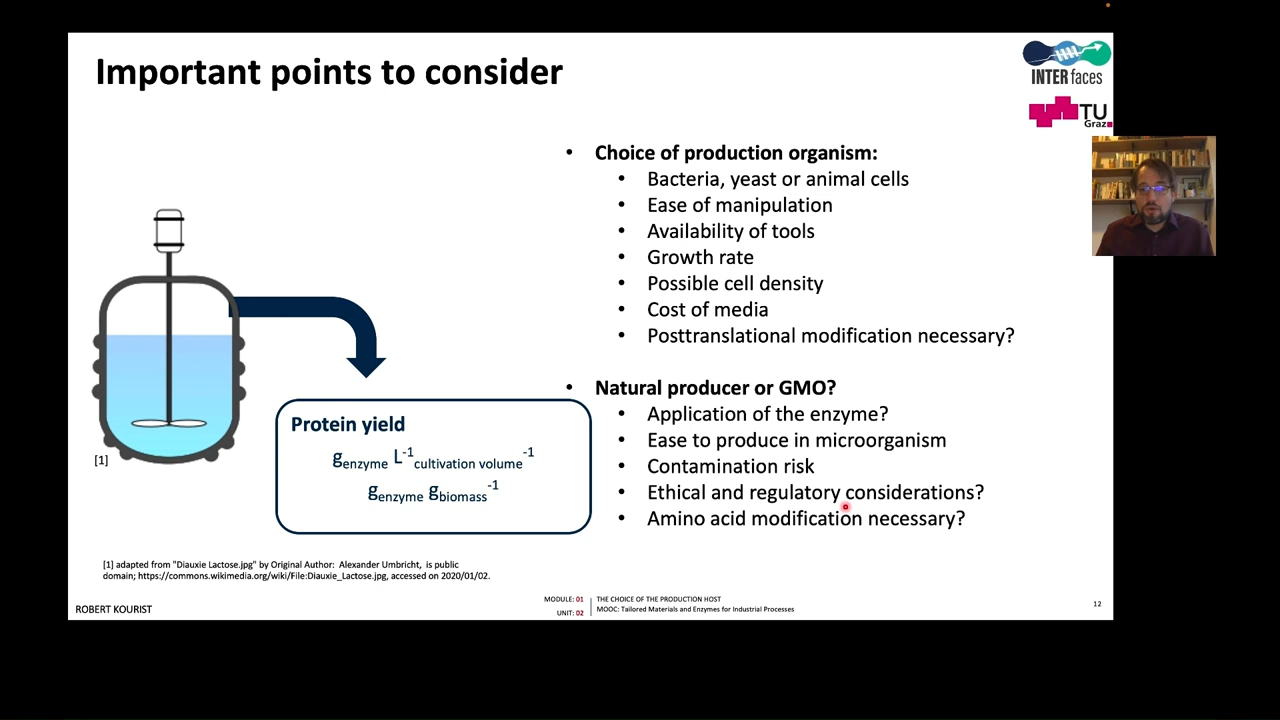 Important points to consider
INTERfaces
TU
Graz
• Choice of production organism:
• Bacteria, yeast or animal cells
• Ease of manipulation
• Availability of tools
• Growth rate
• Possible cell density
• Cost of media
• Posttranslational modification necessary?
• Natural producer or GMO?
• Application of the enzyme?
• Ease to produce in microorganism
• Contamination risk
• Ethical and regulatory considerations?
• Amino acid modification necessary?
Protein yield
g_enzyme L^-1_cultivation volume^-1
g_enzyme g_biomass^-1
[1]
[1] adapted from "Diauxie Lactose.jpg" by Original Author: Alexander Umbricht, is public
domain; https://commons.wikimedia.org/wiki/File:Diauxie_Lactose.jpg, accessed on 2020/01/02.
ROBERT KOURIST
MODULE: 01
UNIT: 02
THE CHOICE OF THE PRODUCTION HOST
MOOC: Tailored Materials and Enzymes for Industrial Processes
12